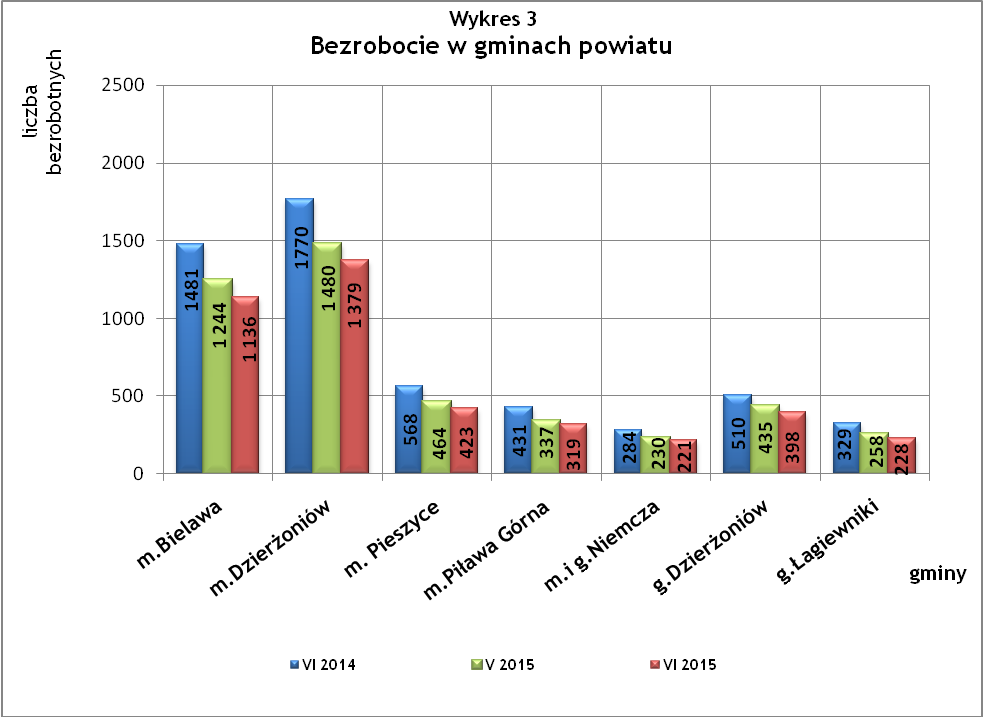 Wykres 3
Bezrobocie w gminach powiatu
liczba
bezrobotnych
2500
2000
1500
1000
500
0
1481
1 244
1 136
1770
1 480
1 379
568
464
423
431
337
319
284
230
221
510
435
398
329
258
228
m.Bielawa
m.Dzierżoniów
m. Pieszyce
m.Piława Górna
m.i g.Niemcza
g.Dzierżoniów
g.Łagiewniki
gminy
VI 2014
V 2015
VI 2015